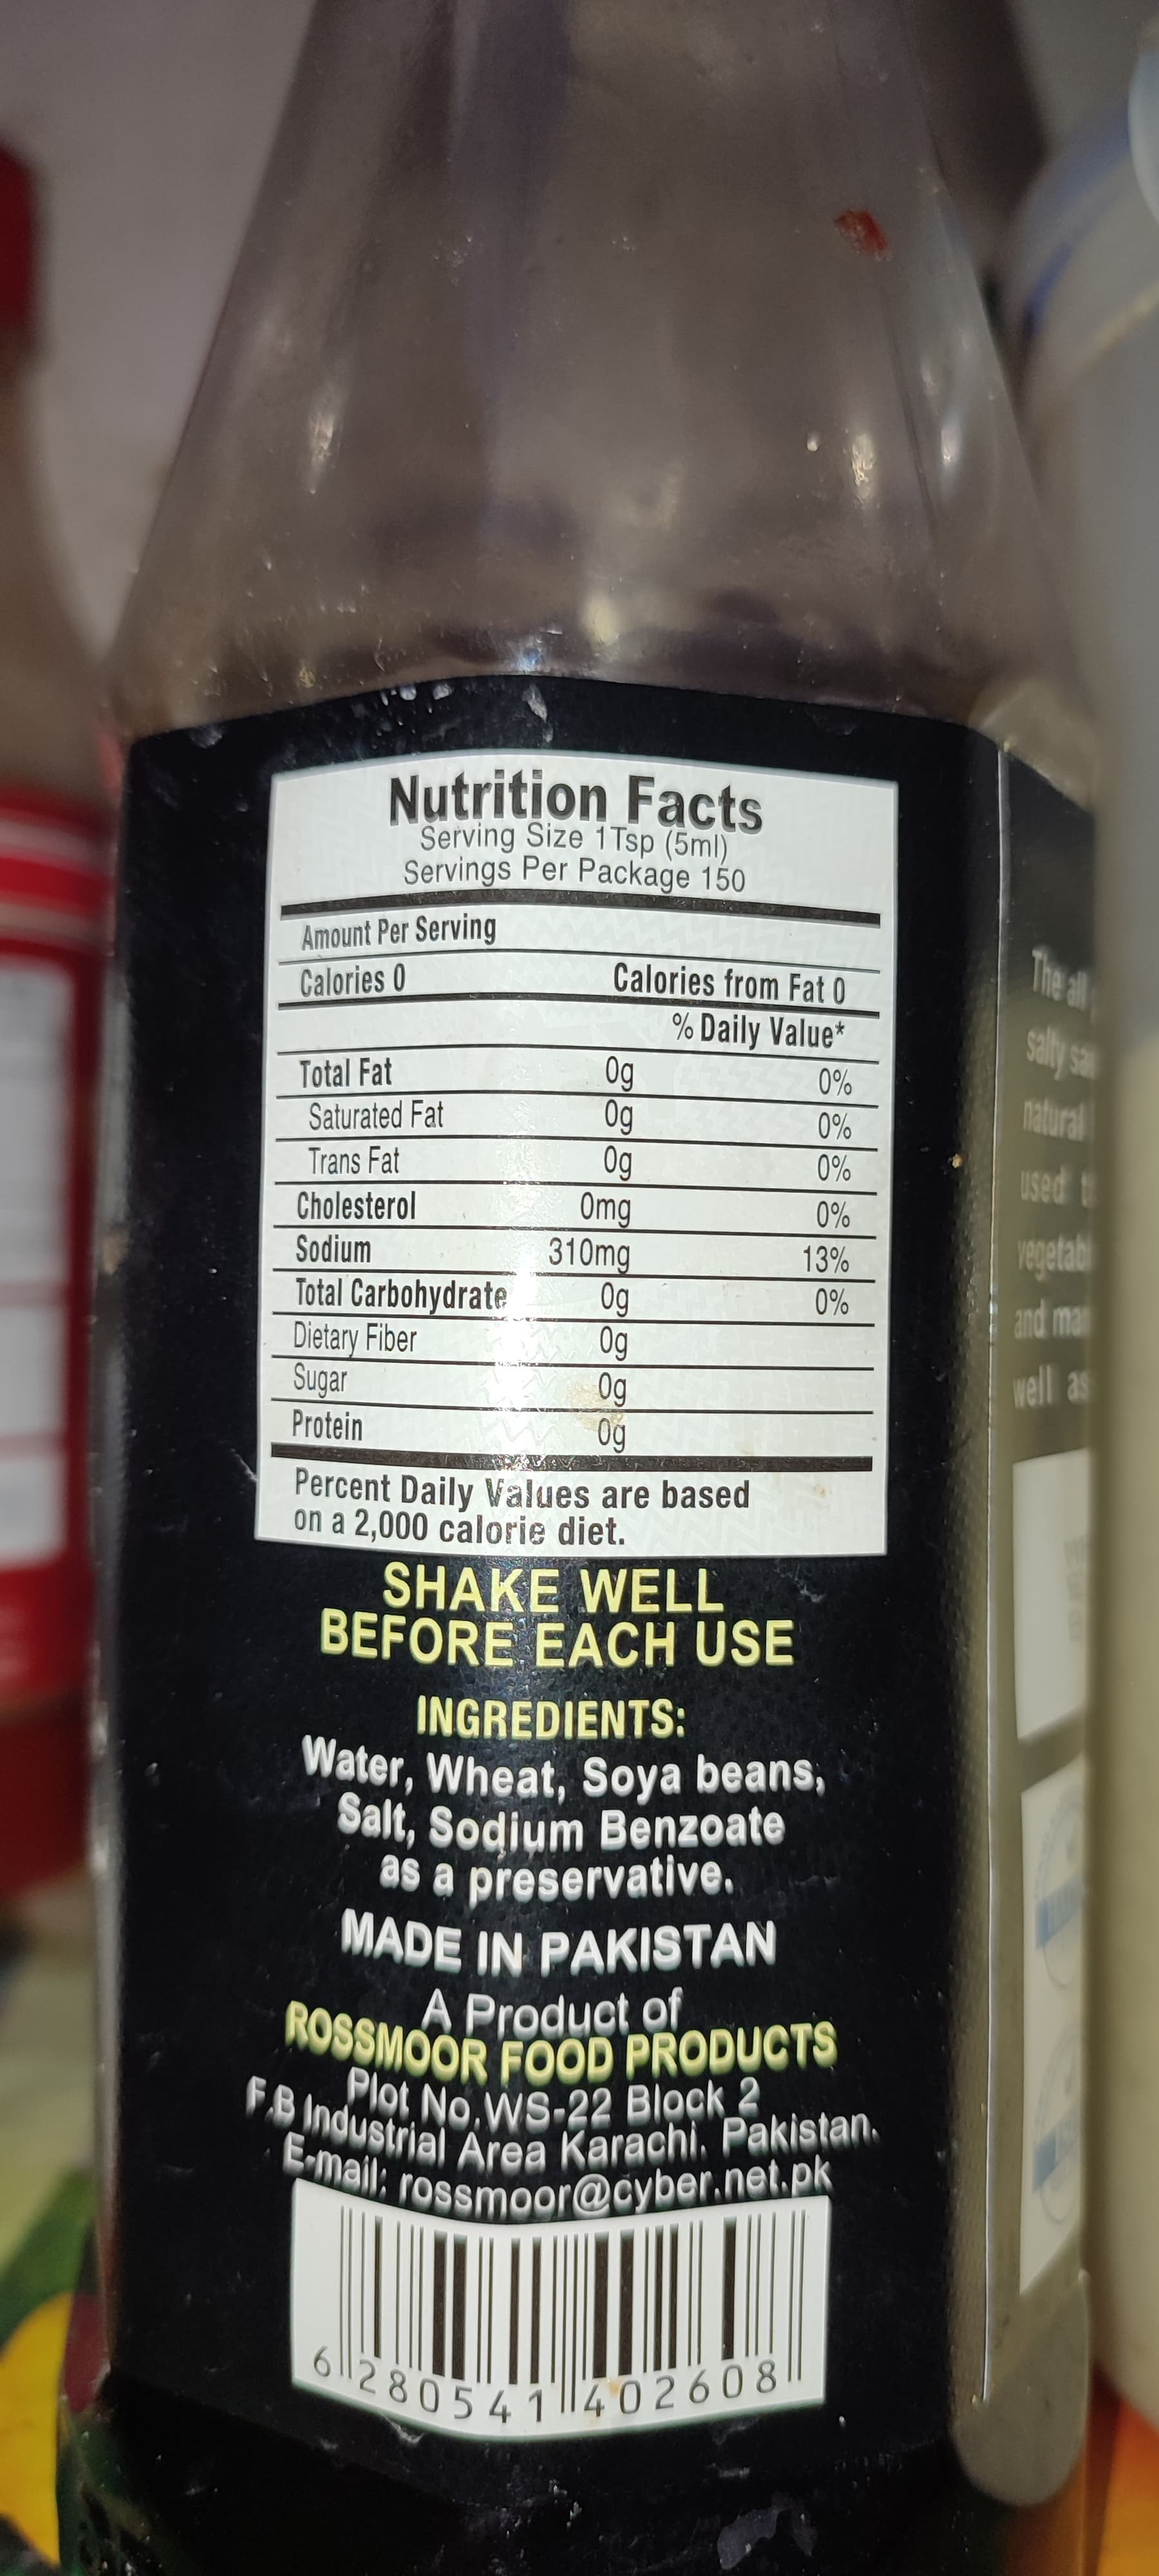 Nutrition Facts
Serving Size 1Tsp (5ml)
Servings Per Package 150
Amount Per Serving
Calories 0 Calories from Fat 0
% Daily Value*
Total Fat 0g 0%
Saturated Fat 0g 0%
Trans Fat 0g 0%
Cholesterol 0mg 0%
Sodium 310mg 13%
Total Carbohydrate 0g 0%
Dietary Fiber 0g
Sugar 0g
Protein 0g
Percent Daily Values are based
on a 2,000 calorie diet.
SHAKE WELL
BEFORE EACH USE
INGREDIENTS:
Water, Wheat, Soya beans,
Salt, Sodium Benzoate
as a preservative.
MADE IN PAKISTAN
A Product of
ROSSMOOR FOOD PRODUCTS
Plot No.WS-22 Block 2
F.B Industrial Area Karachi. Pakistan.
E-mail: rossmoor@cyber.net.pk
6 280541 402608
The all
salty
natural
used
and
well as